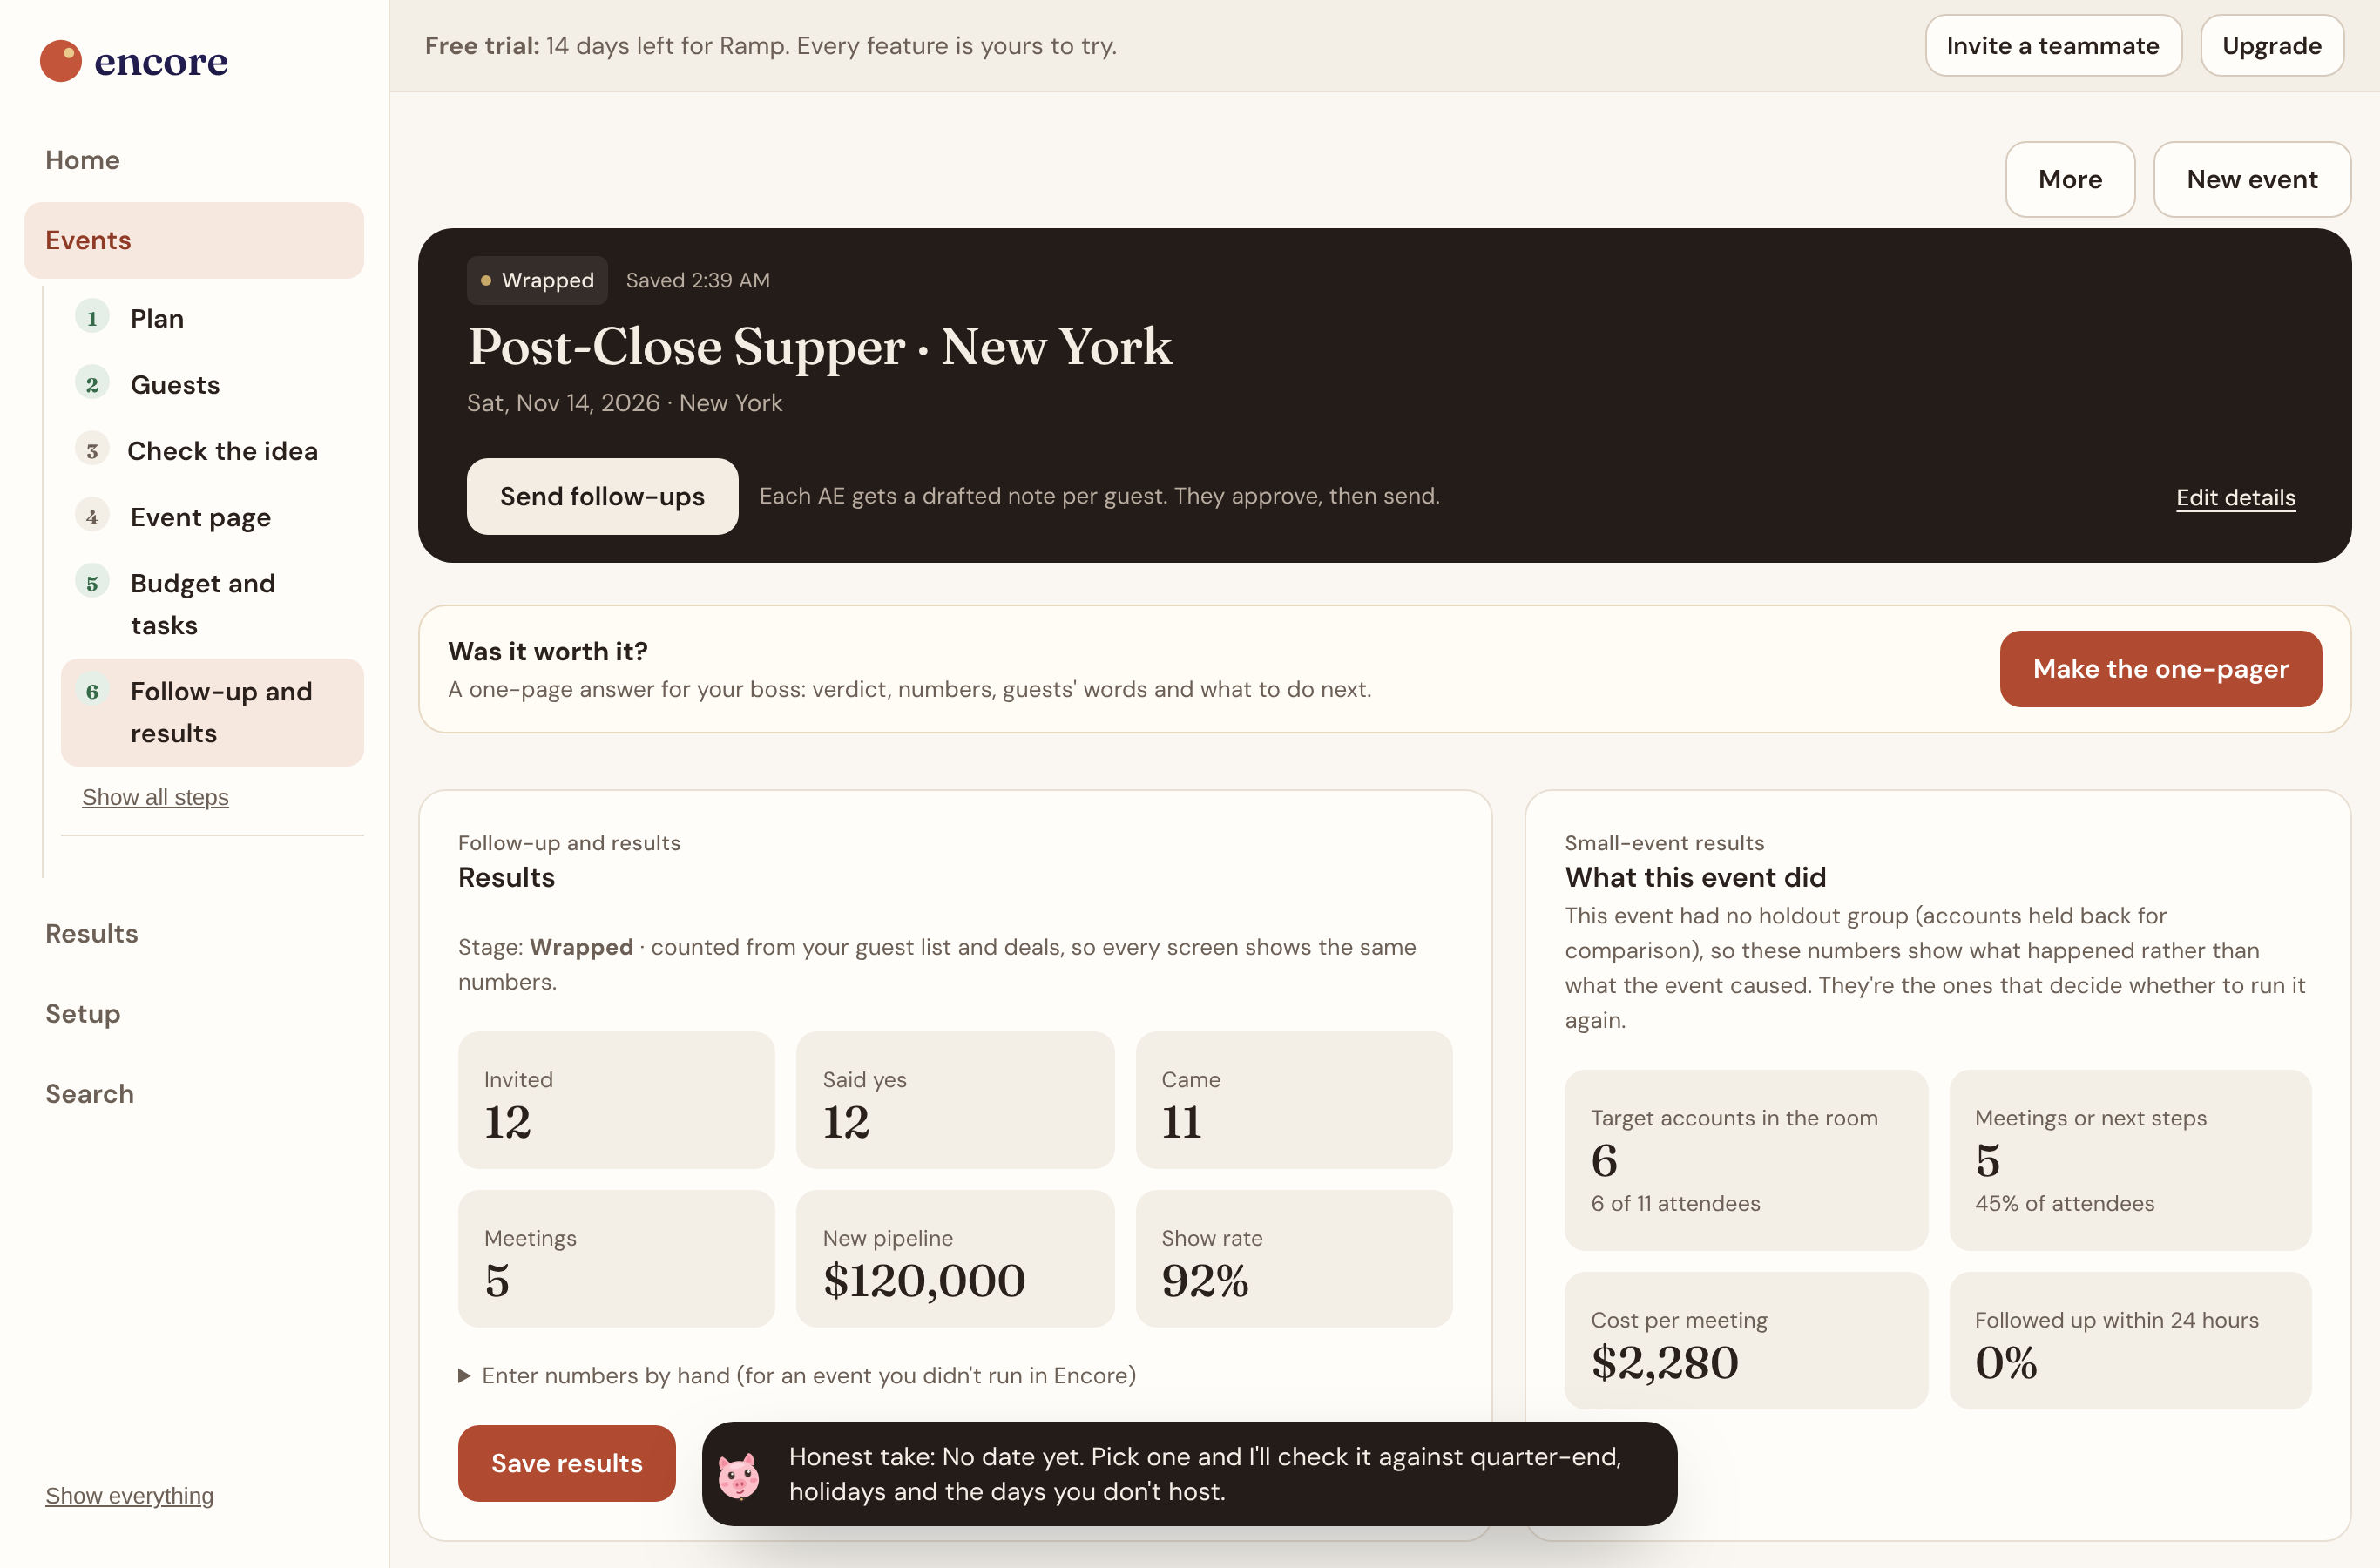 encore
Free trial: 14 days left for Ramp. Every feature is yours to try.
Invite a teammate
Upgrade
Home
Events
1 Plan
2 Guests
3 Check the idea
4 Event page
5 Budget and
tasks
6 Follow-up and
results
Show all steps
Results
Setup
Search
Show everything
More
New event
Wrapped
Saved 2:39 AM
Post-Close Supper · New York
Sat, Nov 14, 2026 · New York
Send follow-ups
Each AE gets a drafted note per guest. They approve, then send.
Edit details
Was it worth it?
A one-page answer for your boss: verdict, numbers, guests' words and what to do next.
Make the one-pager
Follow-up and results
Results
Stage: Wrapped · counted from your guest list and deals, so every screen shows the same
numbers.
Invited
12
Said yes
12
Came
11
Meetings
5
New pipeline
$120,000
Show rate
92%
Enter numbers by hand (for an event you didn't run in Encore)
Save results
Small-event results
What this event did
This event had no holdout group (accounts held back for
comparison), so these numbers show what happened rather than
what the event caused. They're the ones that decide whether to run it
again.
Target accounts in the room
6
6 of 11 attendees
Meetings or next steps
5
45% of attendees
Cost per meeting
$2,280
Followed up within 24 hours
0%
Honest take: No date yet. Pick one and I'll check it against quarter-end,
holidays and the days you don't host.